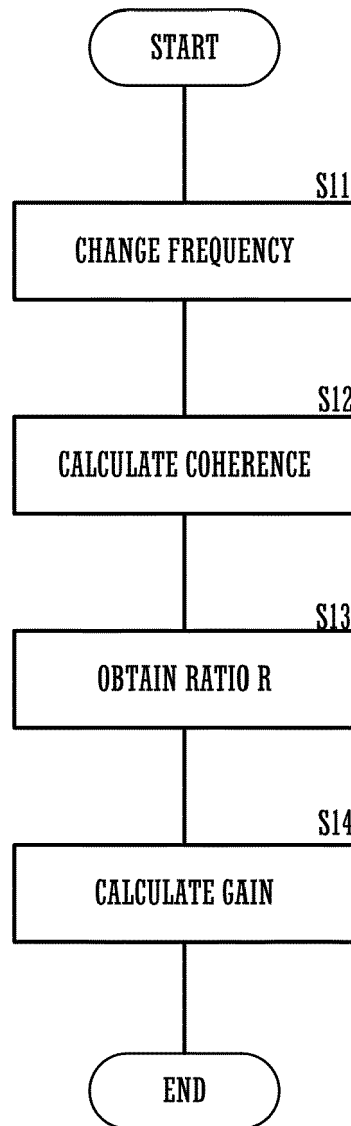 START
S11
CHANGE FREQUENCY
S12
CALCULATE COHERENCE
S13
OBTAIN RATIO R
S14
CALCULATE GAIN
END